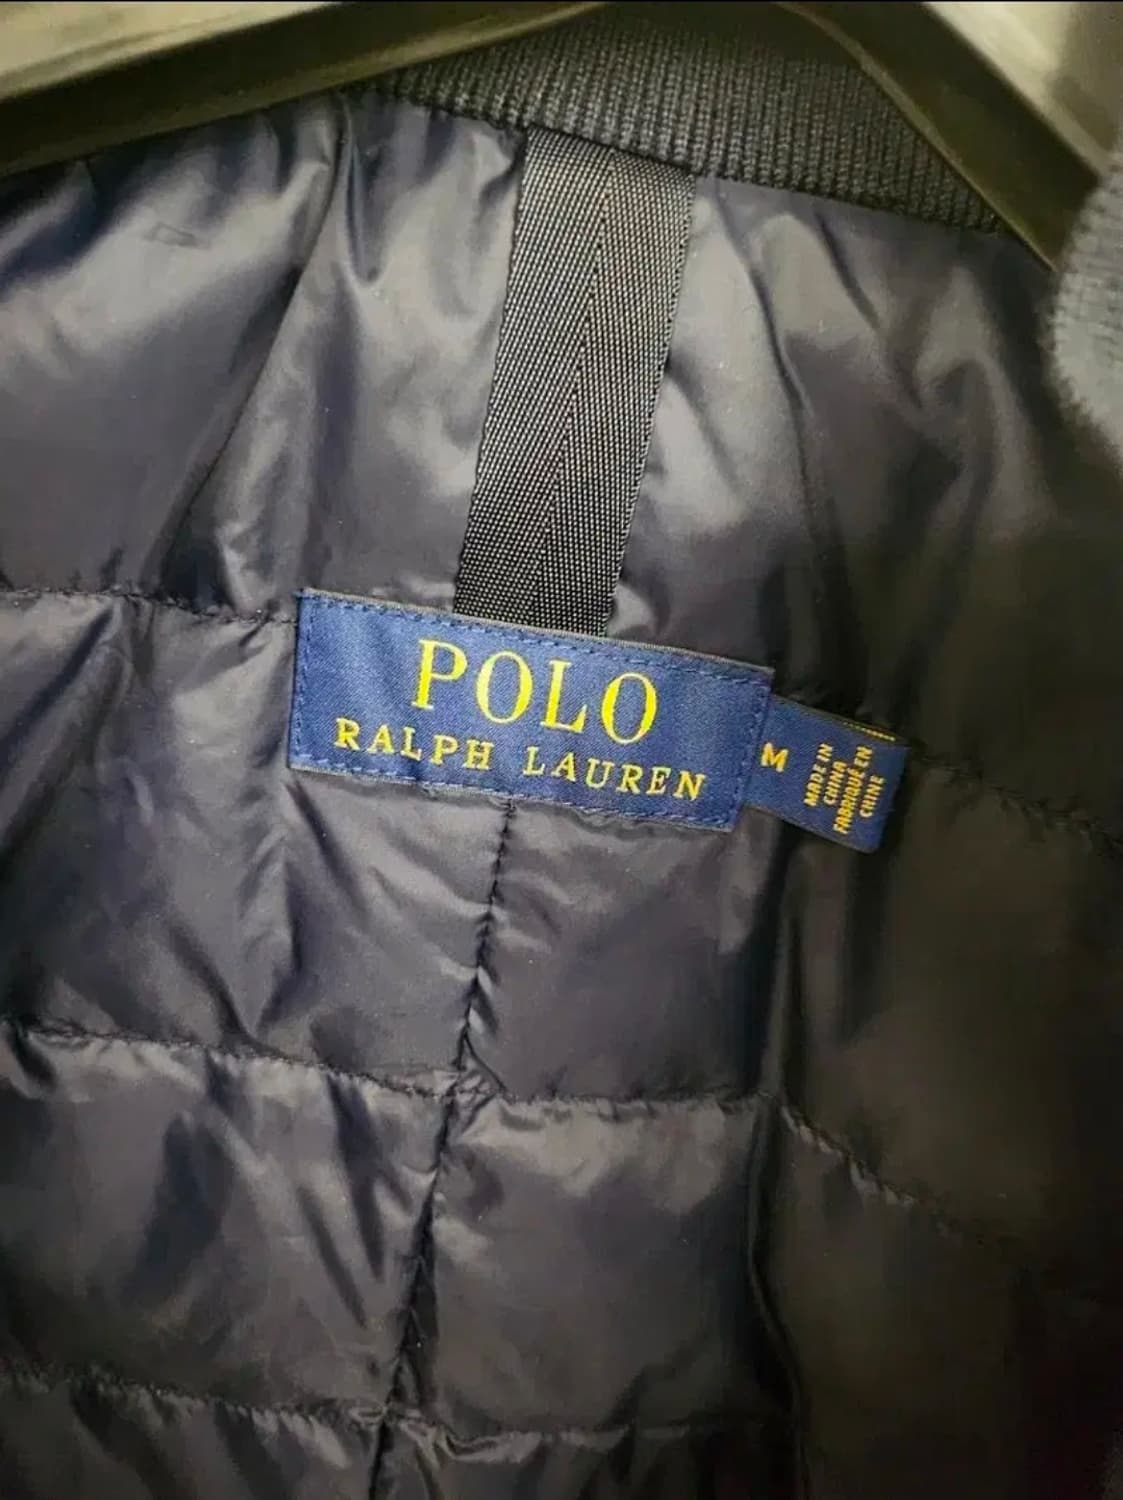 POLO
RALPH LAUREN
M
MADE IN
CHINA
FABRIQUÉ EN
CHINE